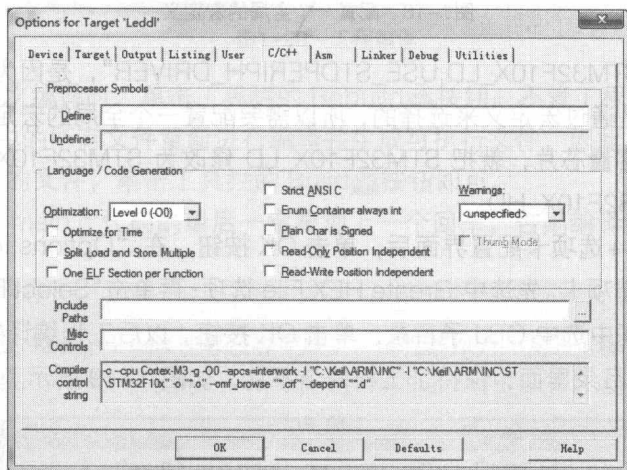 Options for Target 'Leddl'
Device Target Output Listing User C/C++ Asm Linker Debug Utilities
Preprocessor Symbols
Define:
Undefine:
Language / Code Generation
Optimization: Level 0 (-O0)
Optimize for Time
Split Load and Store Multiple
One ELF Section per Function
Strict ANSI C
Enum Container always int
Plain Char is Signed
Read-Only Position Independent
Read-Write Position Independent
Warnings:
<unspecified>
Thumb Mode
Include Paths
...
Misc Controls
Compiler control string
-c --cpu Cortex-M3 -g -O0 --apcs=interwork -I "C:\Keil\ARM\INC" -I "C:\Keil\ARM\INC\ST
\STM32F10x" -o "*.o" --omf_browse "*.crf" --depend "*.d"
OK Cancel Defaults Help